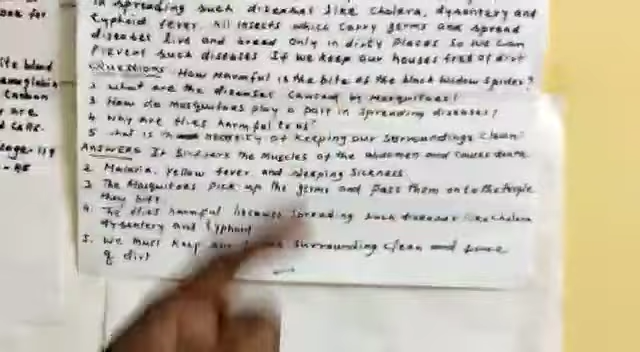 ons for
in spreading such diseases like cholera, dysentery and
typhoid fever. All insects which carry germs and spread
diseases live and breed only in dirty places so we can
prevent such diseases If we keep our houses free of dirt
Questions How harmful is the bite of the black widow spider?
2 what are the diseases caused by Mosquitoes?
3 How do mosquitoes play a part in spreading diseases?
4 Why are flies harmful to us?
5 hat is necessity of keeping our surroundings clean?
Answers It the muscles of the abdomen and causes death
2. Malaria, Yellow fever, and sleeping sickness
3 The Mosquitoes pick up the germs and pass them on to the people
they bite.
4. The flies harmful because spreading such diseases like cholera
dysentery and typhoid
5. we must keep our surrounding clean and
of dirt